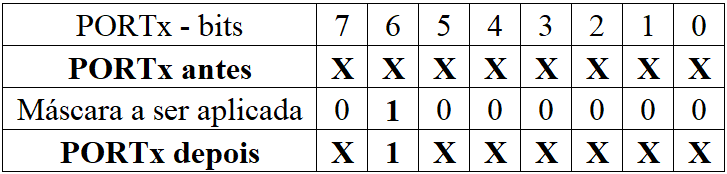 PORTx - bits 7 6 5 4 3 2 1 0
PORTx antes X X X X X X X X
Máscara a ser aplicada 0 1 0 0 0 0 0 0
PORTx depois X 1 X X X X X X